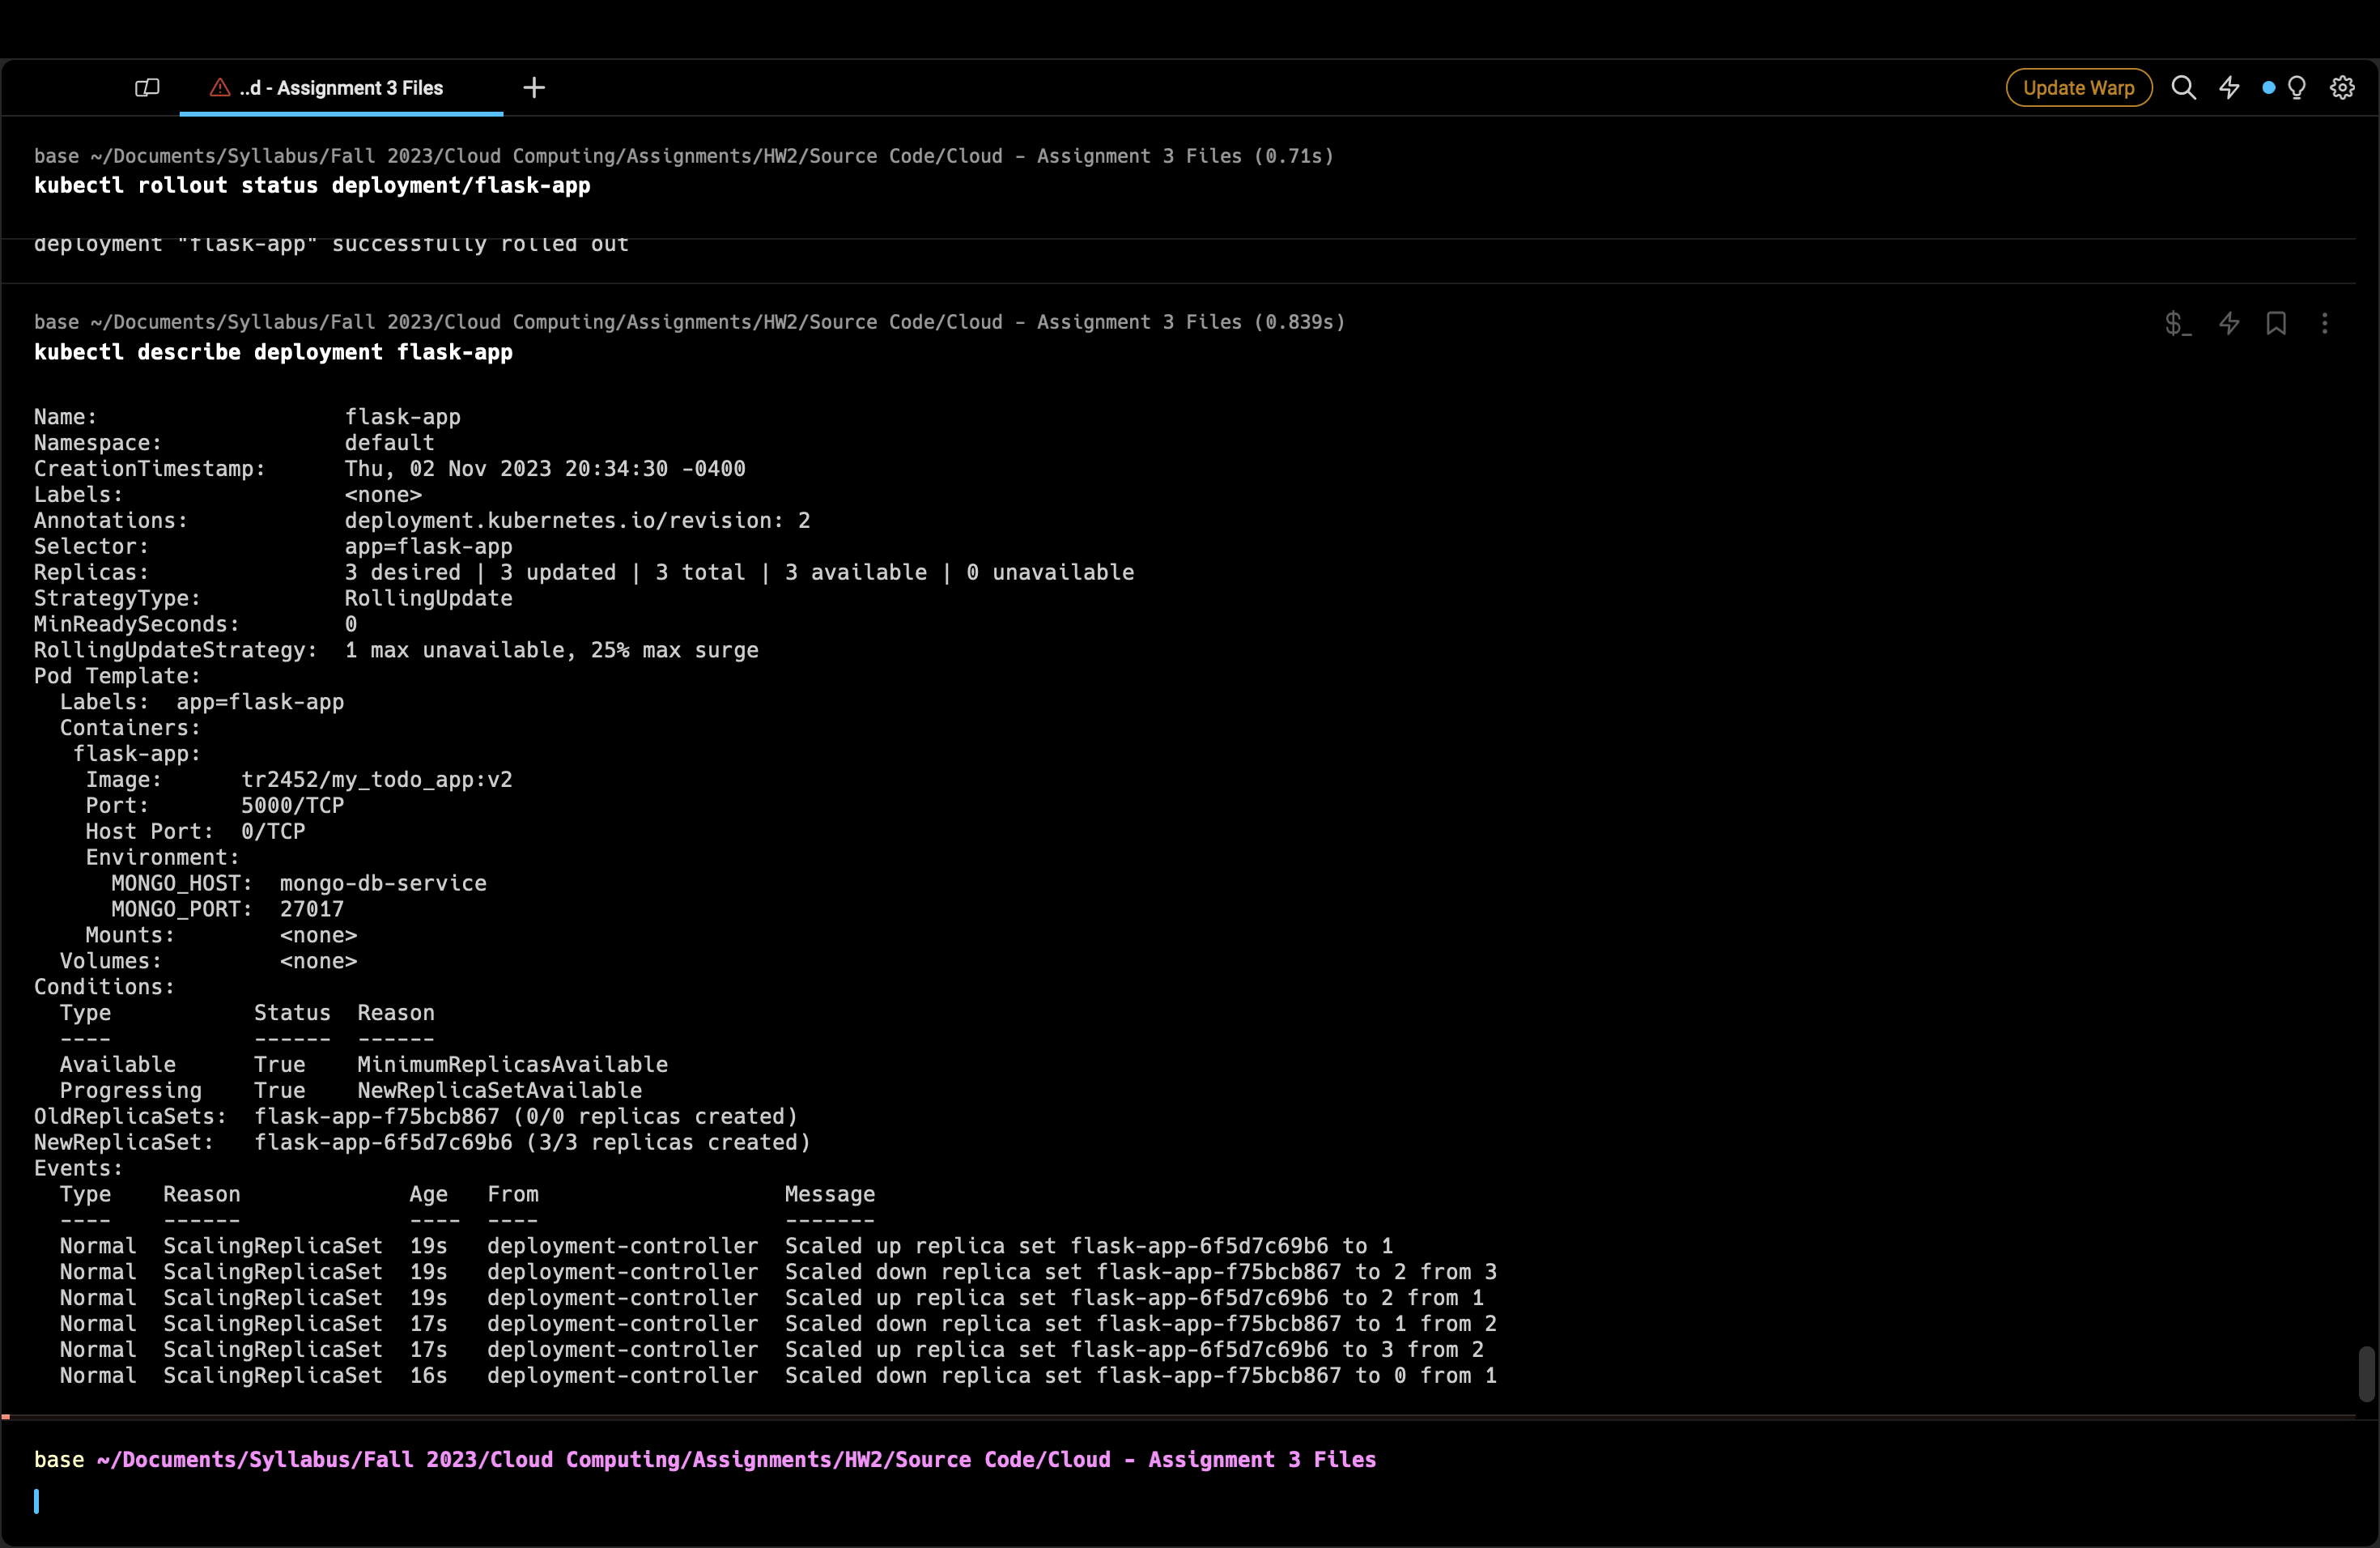 ..d - Assignment 3 Files
Update Warp
base ~/Documents/Syllabus/Fall 2023/Cloud Computing/Assignments/HW2/Source Code/Cloud - Assignment 3 Files (0.71s)
kubectl rollout status deployment/flask-app
deployment "flask-app" successfully rolled out
base ~/Documents/Syllabus/Fall 2023/Cloud Computing/Assignments/HW2/Source Code/Cloud - Assignment 3 Files (0.839s)
$_
kubectl describe deployment flask-app
Name:                   flask-app
Namespace:              default
CreationTimestamp:      Thu, 02 Nov 2023 20:34:30 -0400
Labels:                 <none>
Annotations:            deployment.kubernetes.io/revision: 2
Selector:               app=flask-app
Replicas:               3 desired | 3 updated | 3 total | 3 available | 0 unavailable
StrategyType:           RollingUpdate
MinReadySeconds:        0
RollingUpdateStrategy:  1 max unavailable, 25% max surge
Pod Template:
  Labels:  app=flask-app
  Containers:
   flask-app:
    Image:      tr2452/my_todo_app:v2
    Port:       5000/TCP
    Host Port:  0/TCP
    Environment:
      MONGO_HOST:  mongo-db-service
      MONGO_PORT:  27017
    Mounts:        <none>
  Volumes:         <none>
Conditions:
  Type           Status  Reason
  ----           ------  ------
  Available      True    MinimumReplicasAvailable
  Progressing    True    NewReplicaSetAvailable
OldReplicaSets:  flask-app-f75bcb867 (0/0 replicas created)
NewReplicaSet:   flask-app-6f5d7c69b6 (3/3 replicas created)
Events:
  Type    Reason             Age   From                   Message
  ----    ------             ----  ----                   -------
  Normal  ScalingReplicaSet  19s   deployment-controller  Scaled up replica set flask-app-6f5d7c69b6 to 1
  Normal  ScalingReplicaSet  19s   deployment-controller  Scaled down replica set flask-app-f75bcb867 to 2 from 3
  Normal  ScalingReplicaSet  19s   deployment-controller  Scaled up replica set flask-app-6f5d7c69b6 to 2 from 1
  Normal  ScalingReplicaSet  17s   deployment-controller  Scaled down replica set flask-app-f75bcb867 to 1 from 2
  Normal  ScalingReplicaSet  17s   deployment-controller  Scaled up replica set flask-app-6f5d7c69b6 to 3 from 2
  Normal  ScalingReplicaSet  16s   deployment-controller  Scaled down replica set flask-app-f75bcb867 to 0 from 1
base ~/Documents/Syllabus/Fall 2023/Cloud Computing/Assignments/HW2/Source Code/Cloud - Assignment 3 Files